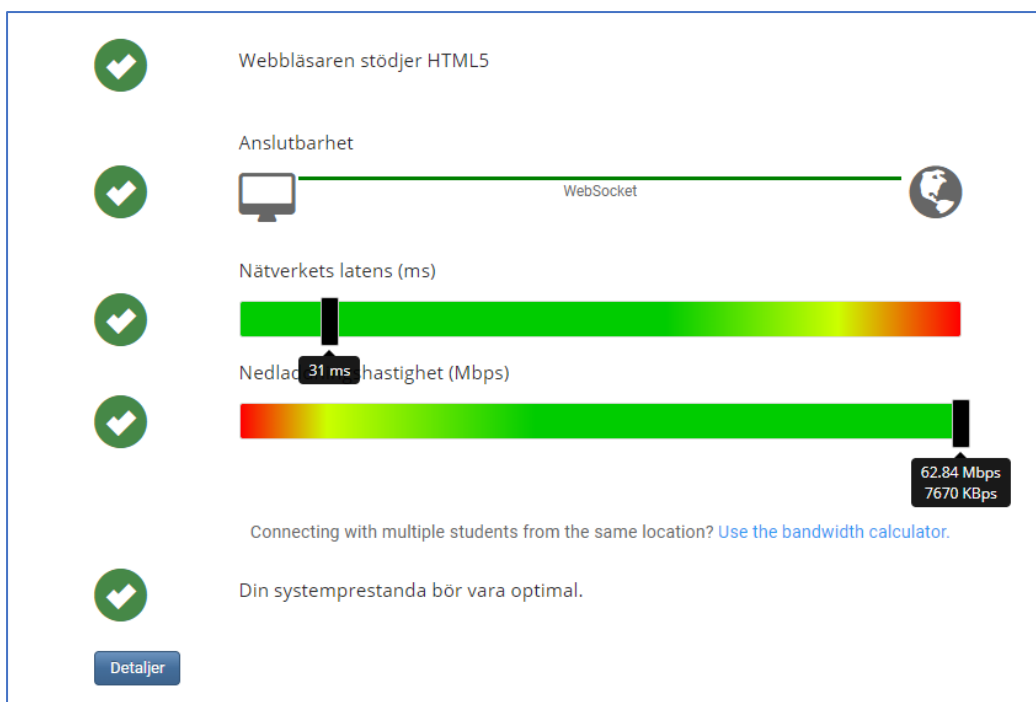 Webbläsaren stödjer HTML5
Anslutbarhet
WebSocket
Nätverkets latens (ms)
31 ms
Nedladdningshastighet (Mbps)
62.84 Mbps
7670 KBps
Connecting with multiple students from the same location? Use the bandwidth calculator.
Din systemprestanda bör vara optimal.
Detaljer